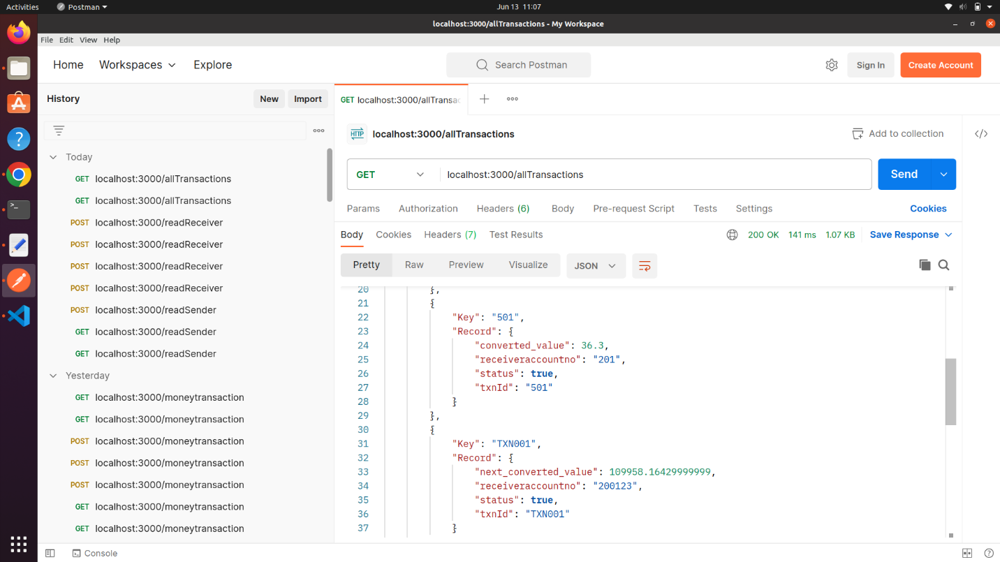 Activities
Postman
Jun 13 11:07
localhost:3000/allTransactions - My Workspace
File Edit View Help
Home Workspaces Explore
Search Postman
Sign In
Create Account
History
New
Import
GET localhost:3000/allTransac
HTTP
localhost:3000/allTransactions
Add to collection
Today
GET localhost:3000/allTransactions
GET localhost:3000/allTransactions
POST localhost:3000/readReceiver
POST localhost:3000/readReceiver
POST localhost:3000/readReceiver
POST localhost:3000/readReceiver
POST localhost:3000/readSender
GET localhost:3000/readSender
GET localhost:3000/readSender
Yesterday
GET localhost:3000/moneytransaction
GET localhost:3000/moneytransaction
POST localhost:3000/moneytransaction
POST localhost:3000/moneytransaction
POST localhost:3000/moneytransaction
GET localhost:3000/moneytransaction
GET localhost:3000/moneytransaction
GET
localhost:3000/allTransactions
Send
Params Authorization Headers (6) Body Pre-request Script Tests Settings Cookies
Body Cookies Headers (7) Test Results
200 OK 141 ms 1.07 KB Save Response
Pretty Raw Preview Visualize JSON
20 },
21 {
22 "Key": "501",
23 "Record": {
24 "converted_value": 36.3,
25 "receiveraccountno": "201",
26 "status": true,
27 "txnId": "501"
28 }
29 },
30 {
31 "Key": "TXN001",
32 "Record": {
33 "next_converted_value": 109958.16429999999,
34 "receiveraccountno": "200123",
35 "status": true,
36 "txnId": "TXN001"
37 }
Console